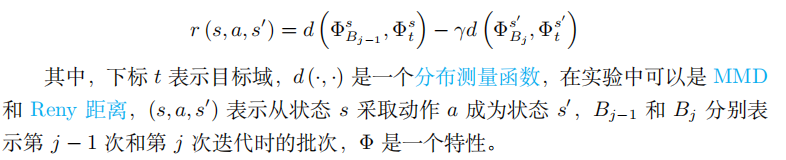 r (s, a, s′) = d (Φ^s_{B_{j−1}}, Φ^s_t) − γd (Φ^{s′}_{B_j}, Φ^{s′}_t)
其中，下标 t 表示目标域，d (·, ·) 是一个分布测量函数，在实验中可以是 MMD
和 Reny 距离，(s, a, s′) 表示从状态 s 采取动作 a 成为状态 s′，B_{j−1} 和 B_j 分别表
示第 j − 1 次和第 j 次迭代时的批次，Φ 是一个特性。